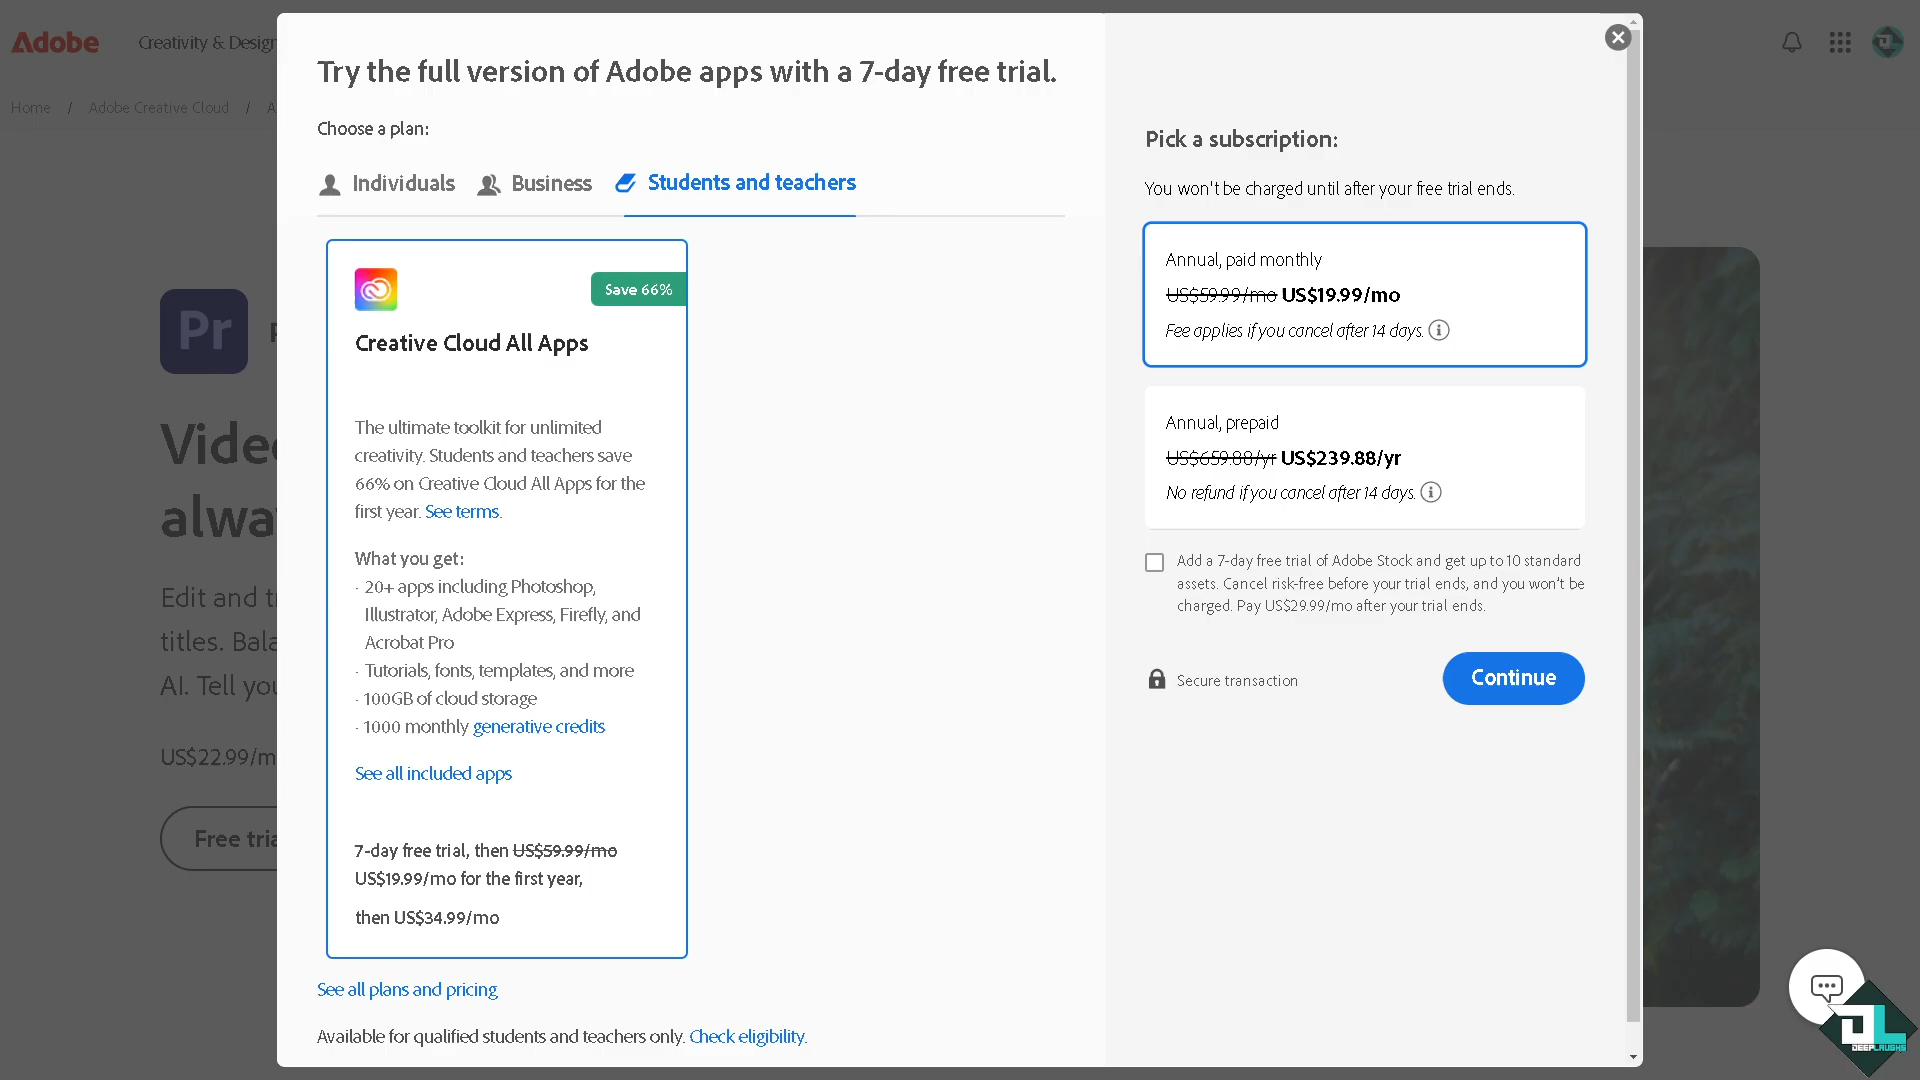 Adobe
Creativity & Design
Home / Adobe Creative Cloud / A
Pr
Video
alwa
Edit and t
titles. Bala
AI. Tell you
US$22.99/m
Free tria
Try the full version of Adobe apps with a 7-day free trial.
Choose a plan:
Individuals Business Students and teachers
Save 66%
Creative Cloud All Apps
The ultimate toolkit for unlimited
creativity. Students and teachers save
66% on Creative Cloud All Apps for the
first year. See terms.
What you get:
· 20+ apps including Photoshop,
Illustrator, Adobe Express, Firefly, and
Acrobat Pro
· Tutorials, fonts, templates, and more
· 100GB of cloud storage
· 1000 monthly generative credits
See all included apps
7-day free trial, then US$59.99/mo
US$19.99/mo for the first year,
then US$34.99/mo
See all plans and pricing
Available for qualified students and teachers only. Check eligibility.
Pick a subscription:
You won't be charged until after your free trial ends.
Annual, paid monthly
US$59.99/mo US$19.99/mo
Fee applies if you cancel after 14 days.
Annual, prepaid
US$659.88/yr US$239.88/yr
No refund if you cancel after 14 days.
Add a 7-day free trial of Adobe Stock and get up to 10 standard
assets. Cancel risk-free before your trial ends, and you won't be
charged. Pay US$29.99/mo after your trial ends.
Secure transaction
Continue
DEEPLAUGHS